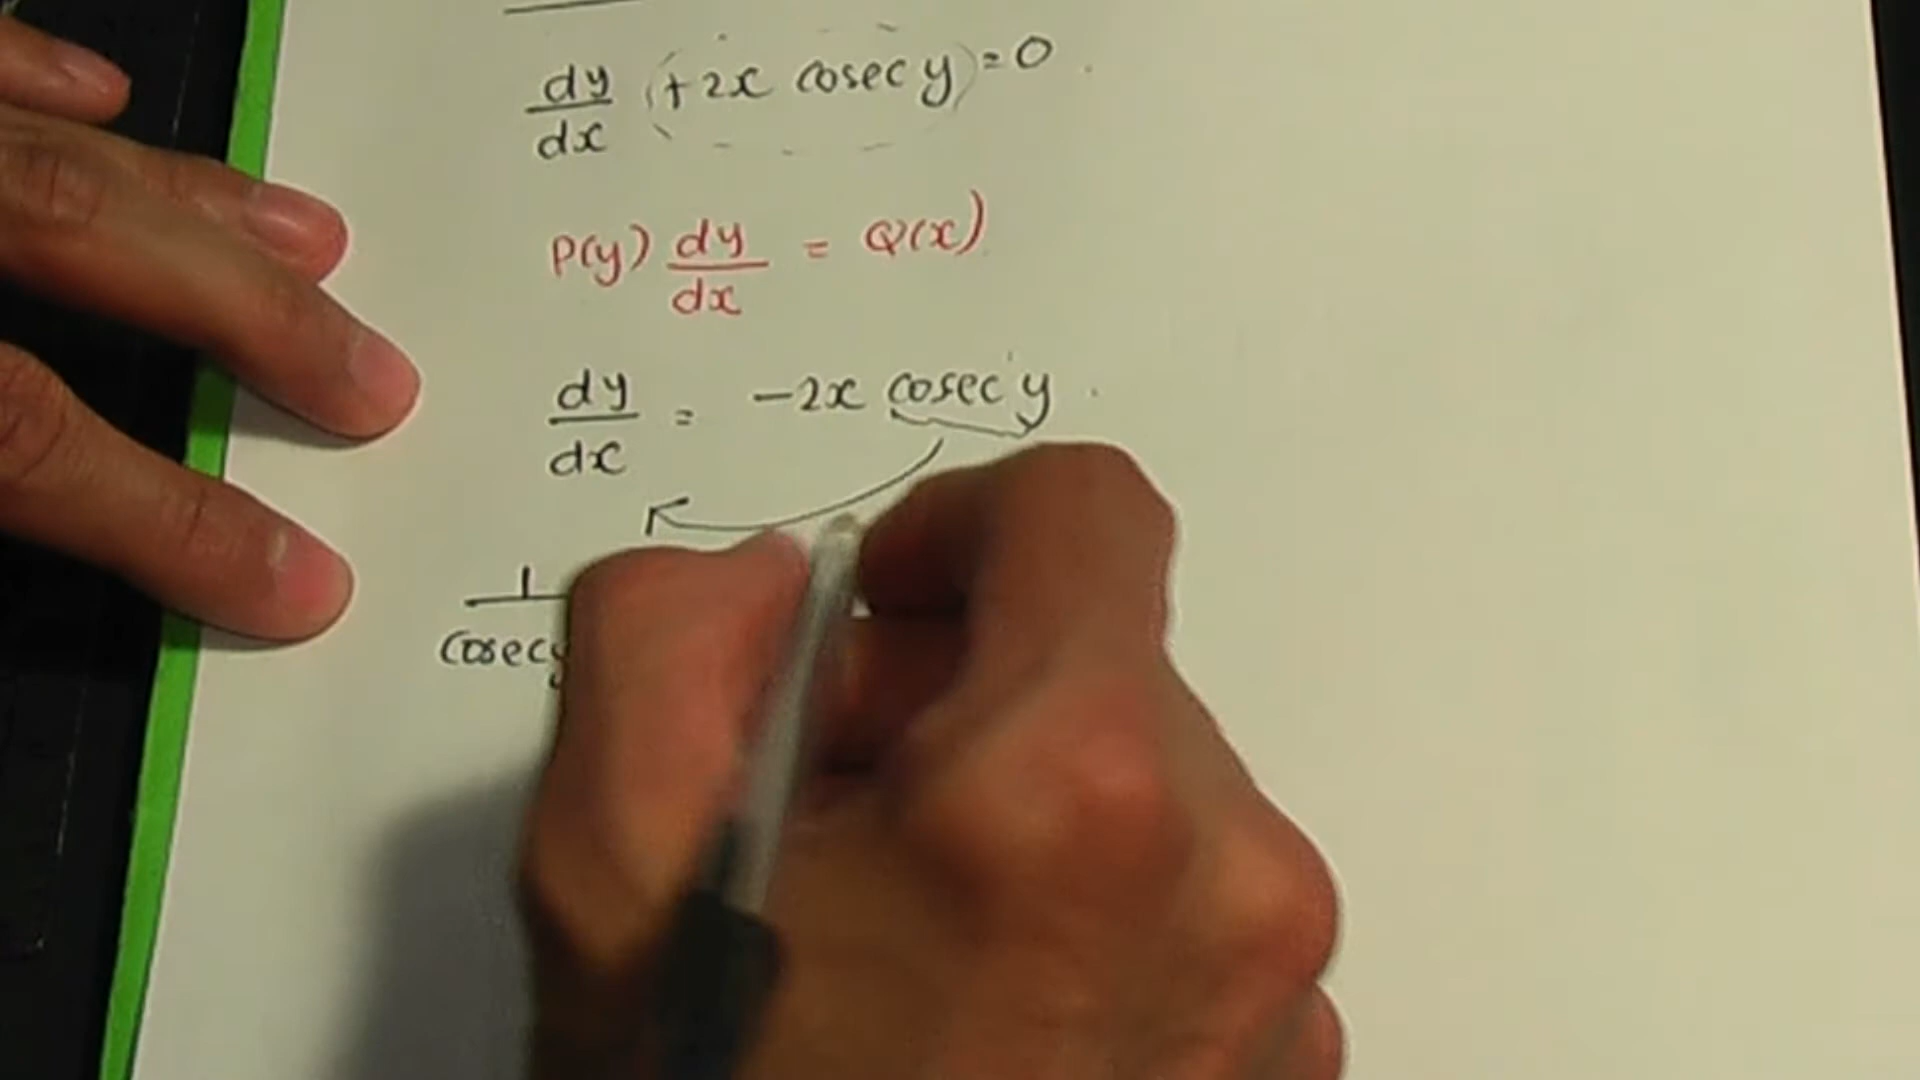 dy/dx + 2x cosec y = 0
P(y) dy/dx = Q(x)
dy/dx = -2x cosec y
1/cosec y